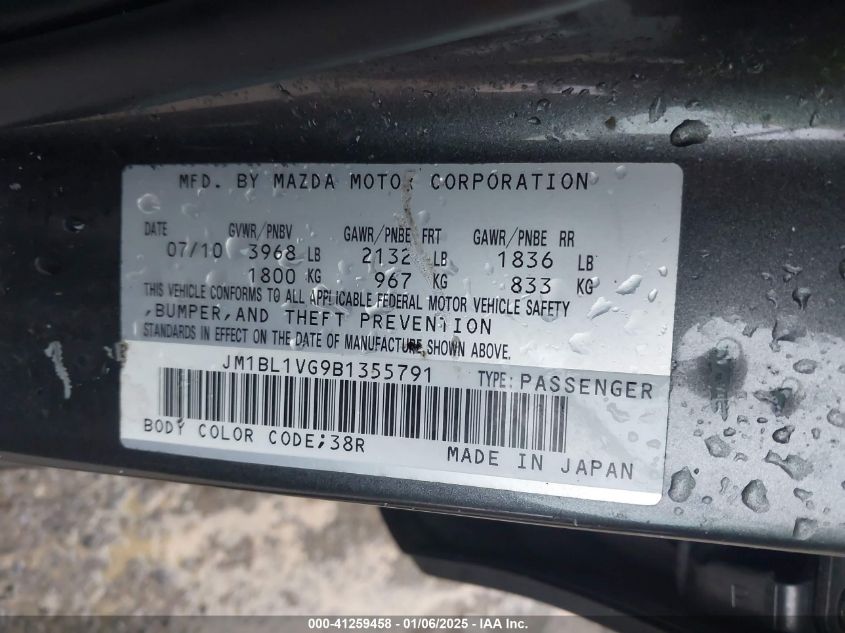 MFD. BY MAZDA MOTOR CORPORATION
DATE GVWR/PNBV GAWR/PNBE FRT GAWR/PNBE RR
07/10 3968 LB 2132 LB 1836 LB
1800 KG 967 KG 833 KG
THIS VEHICLE CONFORMS TO ALL APPLICABLE FEDERAL MOTOR VEHICLE SAFETY
,BUMPER,AND THEFT PREVENTION
STANDARDS IN EFFECT ON THE DATE OF MANUFACTURE SHOWN ABOVE.
JM1BL1VG9B1355791 TYPE:PASSENGER
BODY COLOR CODE;38R
MADE IN JAPAN
000-41259458 - 01/06/2025 - IAA Inc.